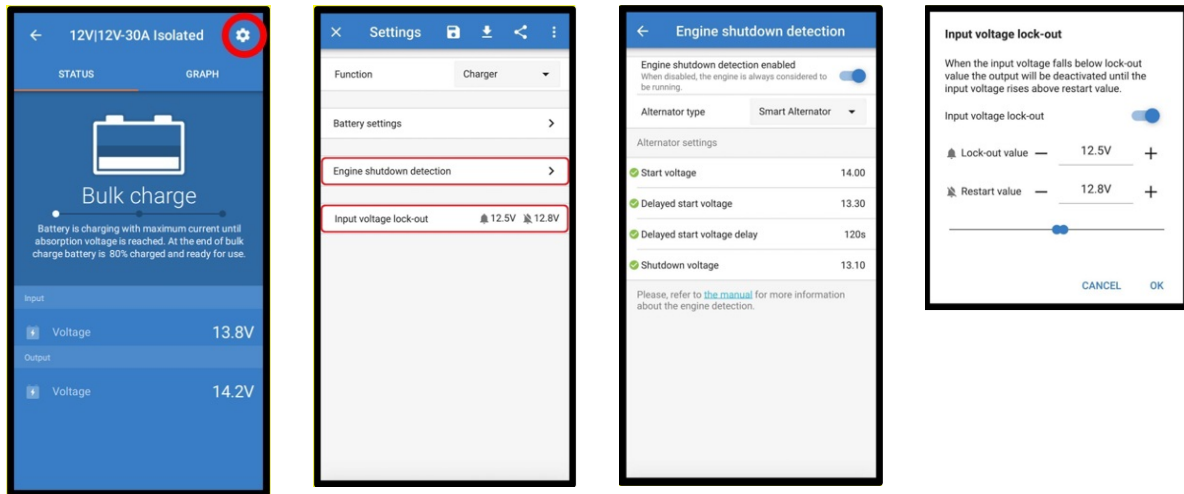 12V|12V-30A Isolated
STATUS GRAPH
Bulk charge
Battery is charging with maximum current until
absorption voltage is reached. At the end of bulk
charge battery is 80% charged and ready for use.
Input
Voltage 13.8V
Output
Voltage 14.2V
Settings
Function Charger
Battery settings
Engine shutdown detection
Input voltage lock-out 12.5V 12.8V
Engine shutdown detection
Engine shutdown detection enabled
When disabled, the engine is always considered to
be running.
Alternator type Smart Alternator
Alternator settings
Start voltage 14.00
Delayed start voltage 13.30
Delayed start voltage delay 120s
Shutdown voltage 13.10
Please, refer to the manual for more information
about the engine detection.
Input voltage lock-out
When the input voltage falls below lock-out
value the output will be deactivated until the
input voltage rises above restart value.
Input voltage lock-out
Lock-out value — 12.5V +
Restart value — 12.8V +
CANCEL OK